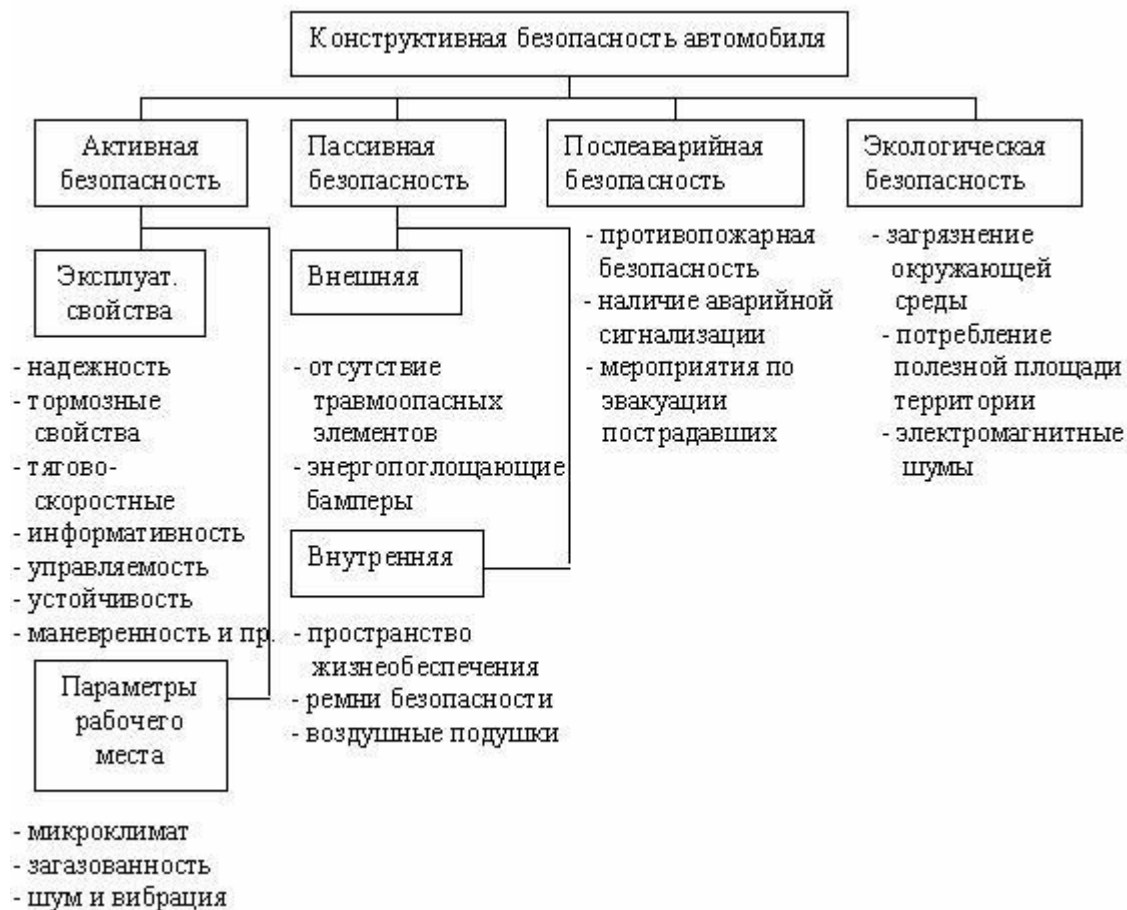 Конструктивная безопасность автомобиля
Активная
безопасность
Эксплуат.
свойства
- надежность
- тормозные
свойства
- тягово-
скоростные
- информативность
- управляемость
- устойчивость
- маневренность и пр.
Параметры
рабочего
места
- микроклимат
- загазованность
- шум и вибрация
Пассивная
безопасность
Внешняя
- отсутствие
травмоопасных
элементов
- энергопоглощающие
бамперы
Внутренняя
- пространство
жизнеобеспечения
- ремни безопасности
- воздушные подушки
Послеаварийная
безопасность
- противопожарная
безопасность
- наличие аварийной
сигнализации
- мероприятия по
эвакуации
пострадавших
Экологическая
безопасность
- загрязнение
окружающей
среды
- потребление
полезной площади
территории
- электромагнитные
шумы